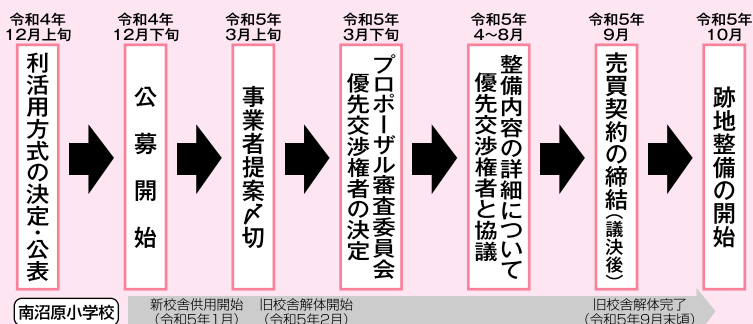 令和4年
12月上旬
利活用方式の決定・公表
令和4年
12月下旬
公募開始
令和5年
3月上旬
事業者提案〆切
令和5年
3月下旬
プロポーザル審査委員会
優先交渉権者の決定
令和5年
4～8月
整備内容の詳細について
優先交渉権者と協議
令和5年
9月
売買契約の締結(議決後)
令和5年
10月
跡地整備の開始
南沼原小学校
新校舎供用開始
(令和5年1月)
旧校舎解体開始
(令和5年2月)
旧校舎解体完了
(令和5年9月末頃)